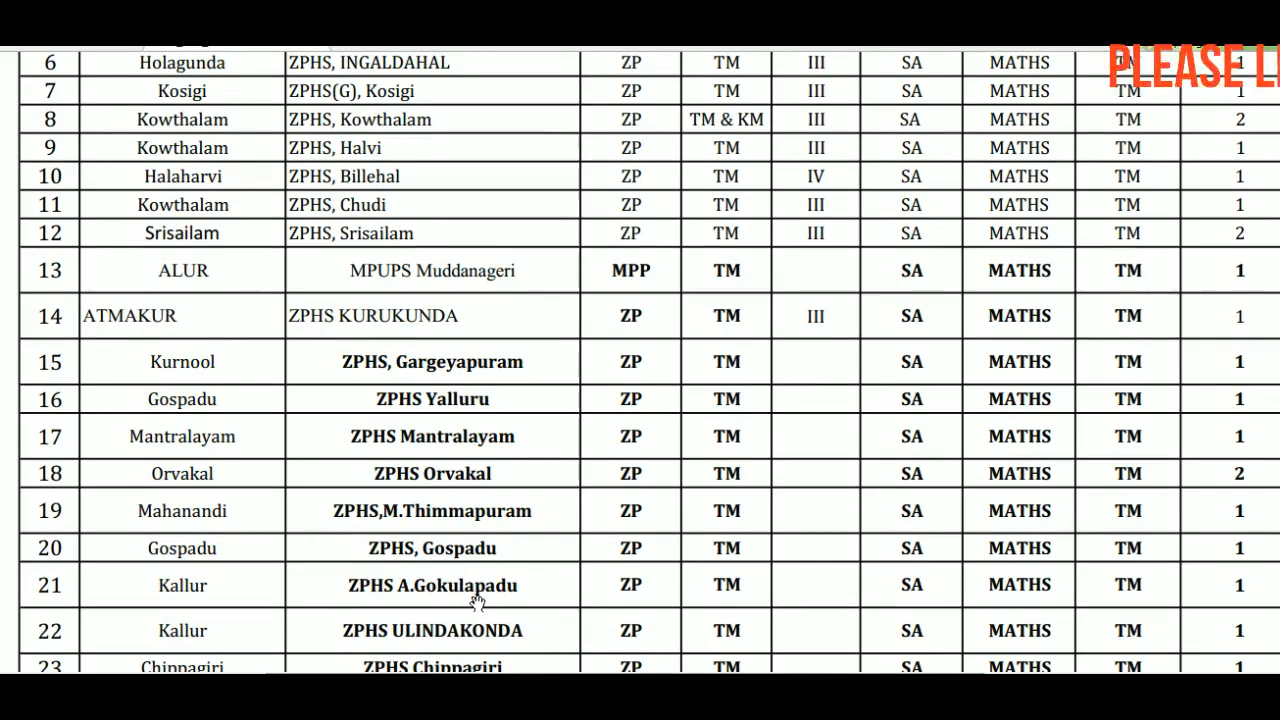 PLEASE
6 Holagunda ZPHS, INGALDAHAL ZP TM III SA MATHS TM 1
7 Kosigi ZPHS(G), Kosigi ZP TM III SA MATHS TM 1
8 Kowthalam ZPHS, Kowthalam ZP TM & KM III SA MATHS TM 2
9 Kowthalam ZPHS, Halvi ZP TM III SA MATHS TM 1
10 Halaharvi ZPHS, Billehal ZP TM IV SA MATHS TM 1
11 Kowthalam ZPHS, Chudi ZP TM III SA MATHS TM 1
12 Srisailam ZPHS, Srisailam ZP TM III SA MATHS TM 2
13 ALUR MPUPS Muddanageri MPP TM SA MATHS TM 1
14 ATMAKUR ZPHS KURUKUNDA ZP TM III SA MATHS TM 1
15 Kurnool ZPHS, Gargeyapuram ZP TM SA MATHS TM 1
16 Gospadu ZPHS Yalluru ZP TM SA MATHS TM 1
17 Mantralayam ZPHS Mantralayam ZP TM SA MATHS TM 1
18 Orvakal ZPHS Orvakal ZP TM SA MATHS TM 2
19 Mahanandi ZPHS,M.Thimmapuram ZP TM SA MATHS TM 1
20 Gospadu ZPHS, Gospadu ZP TM SA MATHS TM 1
21 Kallur ZPHS A.Gokulapadu ZP TM SA MATHS TM 1
22 Kallur ZPHS ULINDAKONDA ZP TM SA MATHS TM 1
23 Chippagiri ZPHS Chippagiri ZP TM SA MATHS TM 1